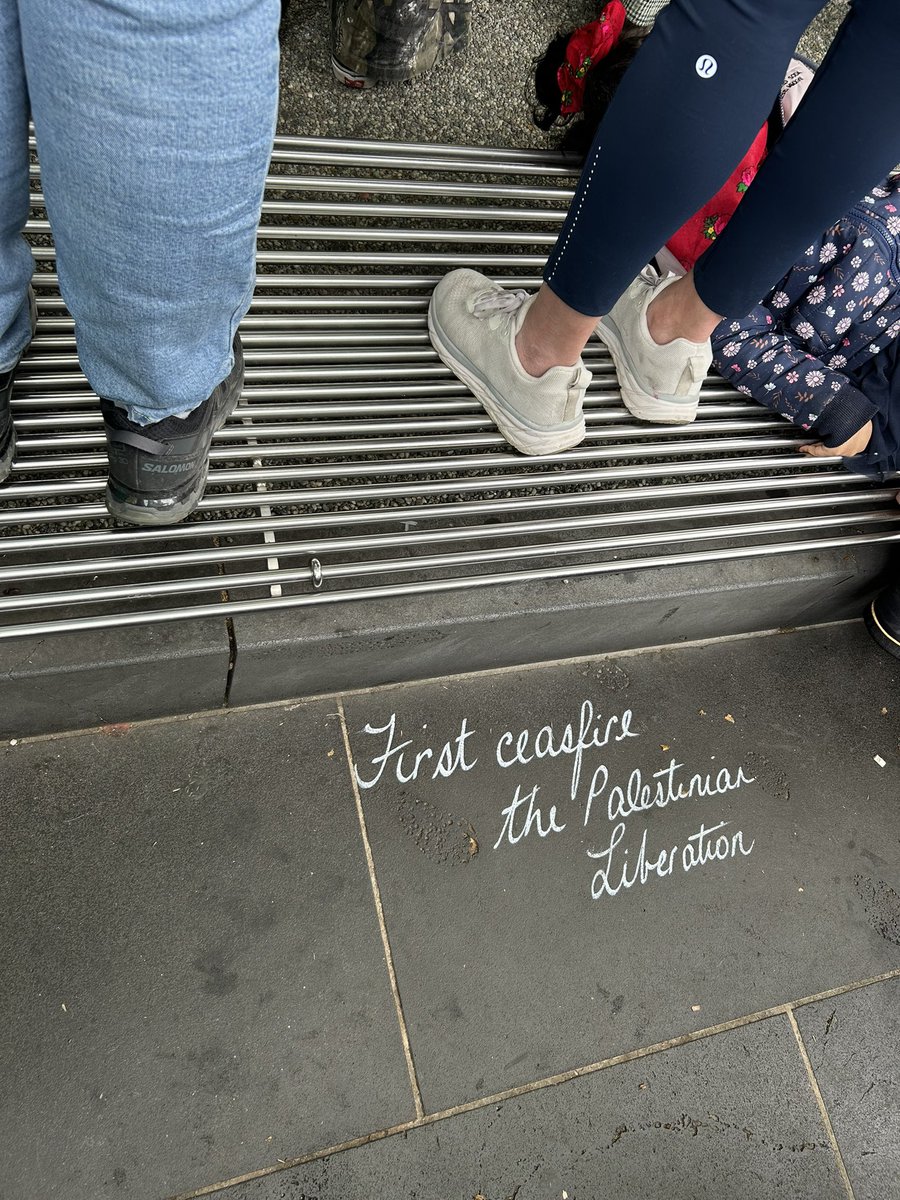 SALOMON
First ceasfire
the Palestinian
Liberation